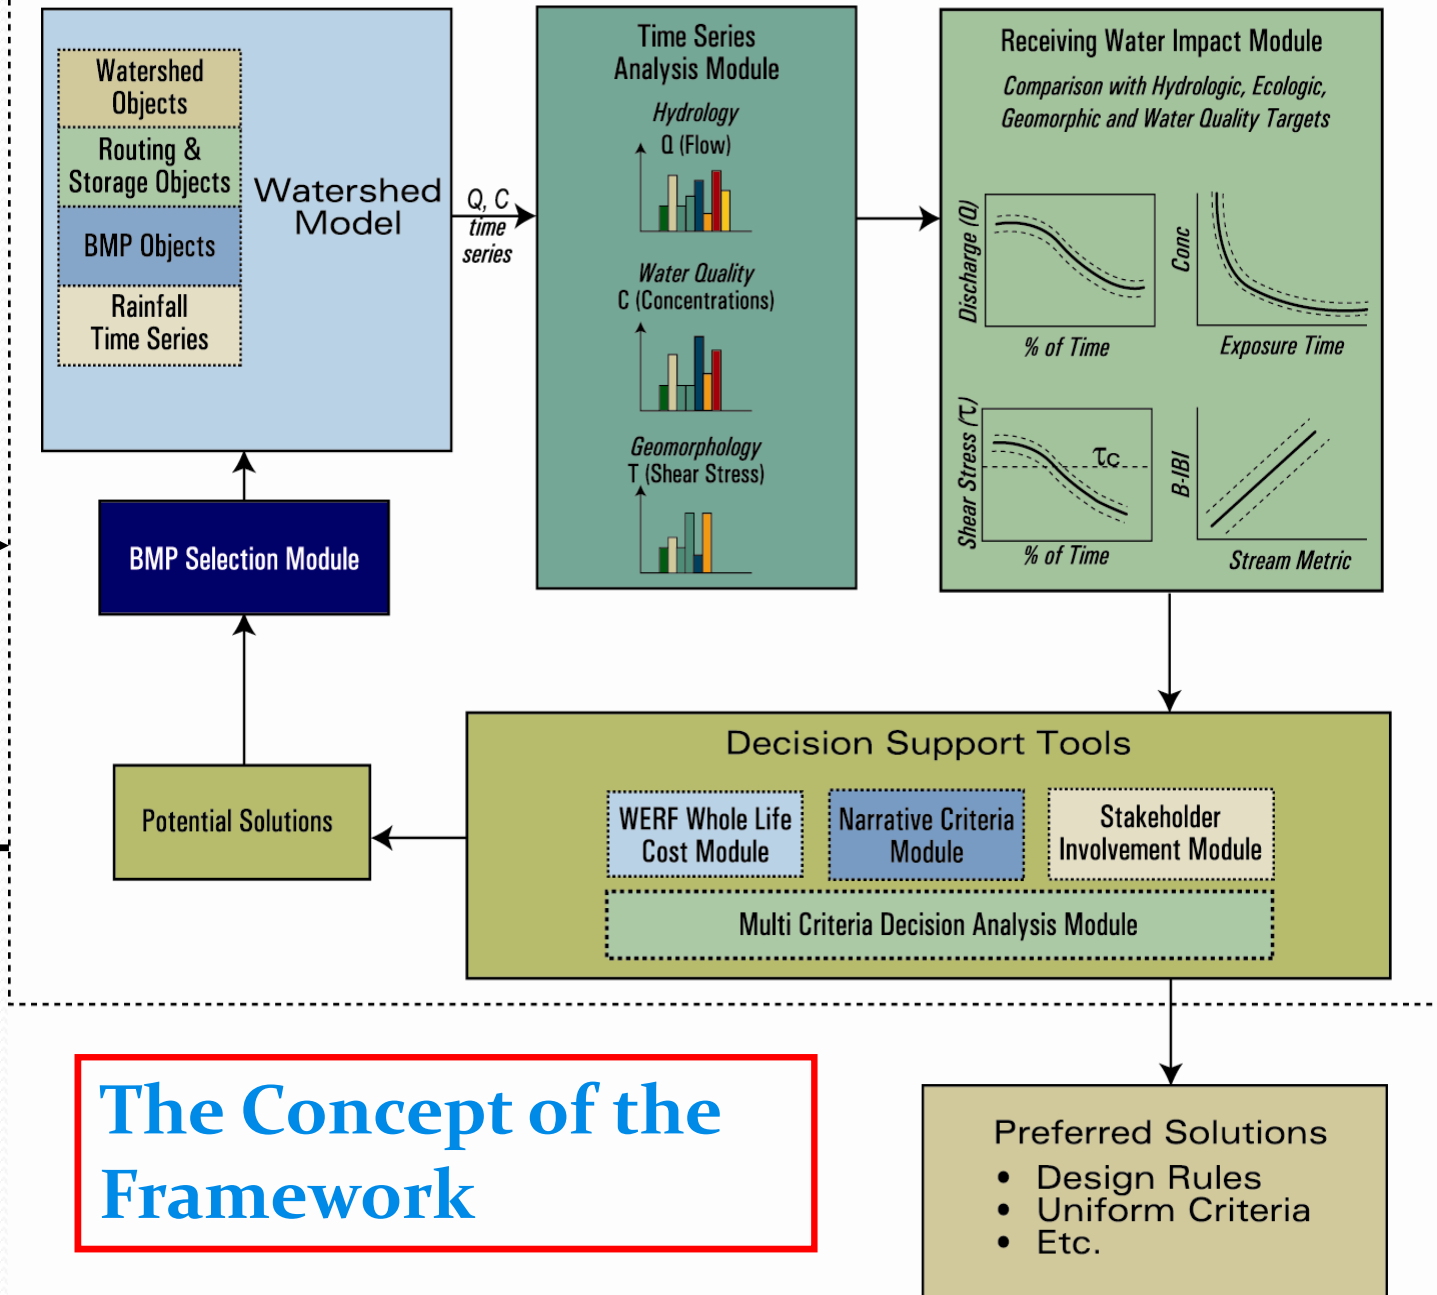 Watershed
Objects
Routing &
Storage Objects
BMP Objects
Rainfall
Time Series
Watershed
Model
Q, C
time
series
Time Series
Analysis Module
Hydrology
Q (Flow)
Water Quality
C (Concentrations)
Geomorphology
T (Shear Stress)
Receiving Water Impact Module
Comparison with Hydrologic, Ecologic,
Geomorphic and Water Quality Targets
Discharge (Q)
% of Time
Conc
Exposure Time
Shear Stress (τ)
τc
% of Time
B-IBI
Stream Metric
BMP Selection Module
Potential Solutions
Decision Support Tools
WERF Whole Life
Cost Module
Narrative Criteria
Module
Stakeholder
Involvement Module
Multi Criteria Decision Analysis Module
The Concept of the
Framework
Preferred Solutions
• Design Rules
• Uniform Criteria
• Etc.